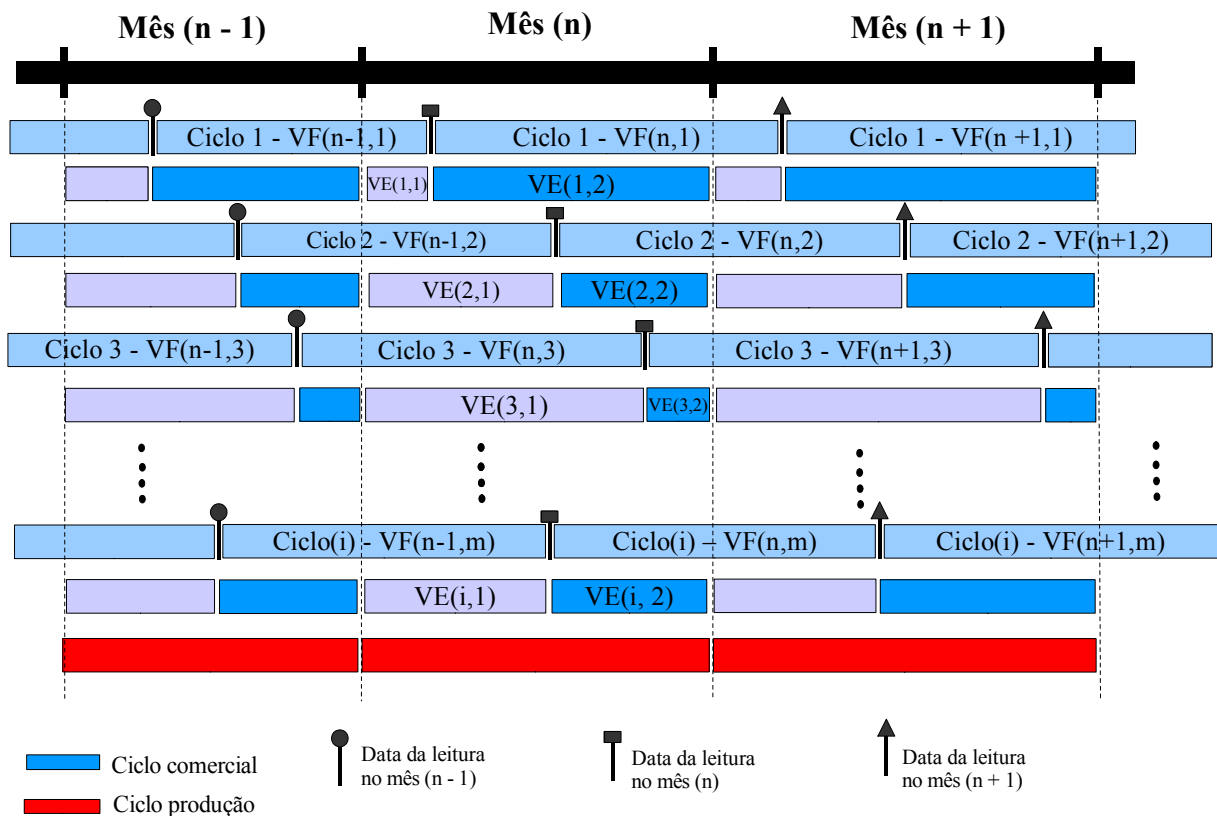 Mês (n - 1) Mês (n) Mês (n + 1)
Ciclo 1 - VF(n-1,1) Ciclo 1 - VF(n,1) Ciclo 1 - VF(n +1,1)
VE(1,1) VE(1,2)
Ciclo 2 - VF(n-1,2) Ciclo 2 - VF(n,2) Ciclo 2 - VF(n+1,2)
VE(2,1) VE(2,2)
Ciclo 3 - VF(n-1,3) Ciclo 3 - VF(n,3) Ciclo 3 - VF(n+1,3)
VE(3,1) VE(3,2)
Ciclo(i) - VF(n-1,m) Ciclo(i) – VF(n,m) Ciclo(i) - VF(n+1,m)
VE(i,1) VE(i, 2)
Ciclo comercial
Ciclo produção
Data da leitura
no mês (n - 1)
Data da leitura
no mês (n)
Data da leitura
no mês (n + 1)